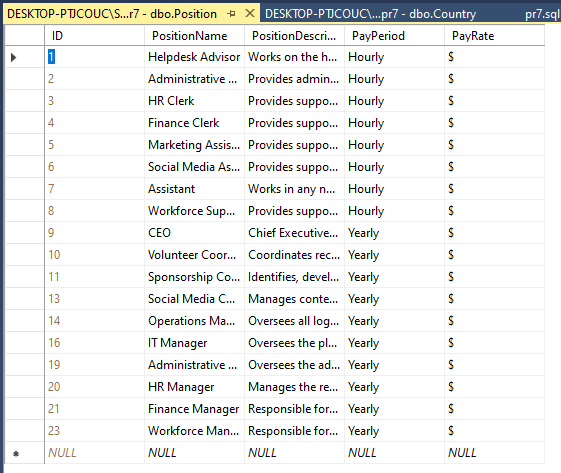 DESKTOP-PTJCOUC\S...r7 - dbo.Position DESKTOP-PTJCOUC\...pr7 - dbo.Country pr7.sql
ID PositionName PositionDescri... PayPeriod PayRate
1 Helpdesk Advisor Works on the h... Hourly $
2 Administrative ... Provides admin... Hourly $
3 HR Clerk Provides suppo... Hourly $
4 Finance Clerk Provides suppo... Hourly $
5 Marketing Assis... Provides suppo... Hourly $
6 Social Media As... Provides suppo... Hourly $
7 Assistant Works in any n... Hourly $
8 Workforce Sup... Provides suppo... Hourly $
9 CEO Chief Executive... Yearly $
10 Volunteer Coor... Coordinates rec... Yearly $
11 Sponsorship Co... Identifies, devel... Yearly $
13 Social Media C... Manages conte... Yearly $
14 Operations Ma... Oversees all log... Yearly $
16 IT Manager Oversees the pl... Yearly $
19 Administrative ... Oversees the ad... Yearly $
20 HR Manager Manages the re... Yearly $
21 Finance Manager Responsible for... Yearly $
23 Workforce Man... Responsible for... Yearly $
NULL NULL NULL NULL NULL